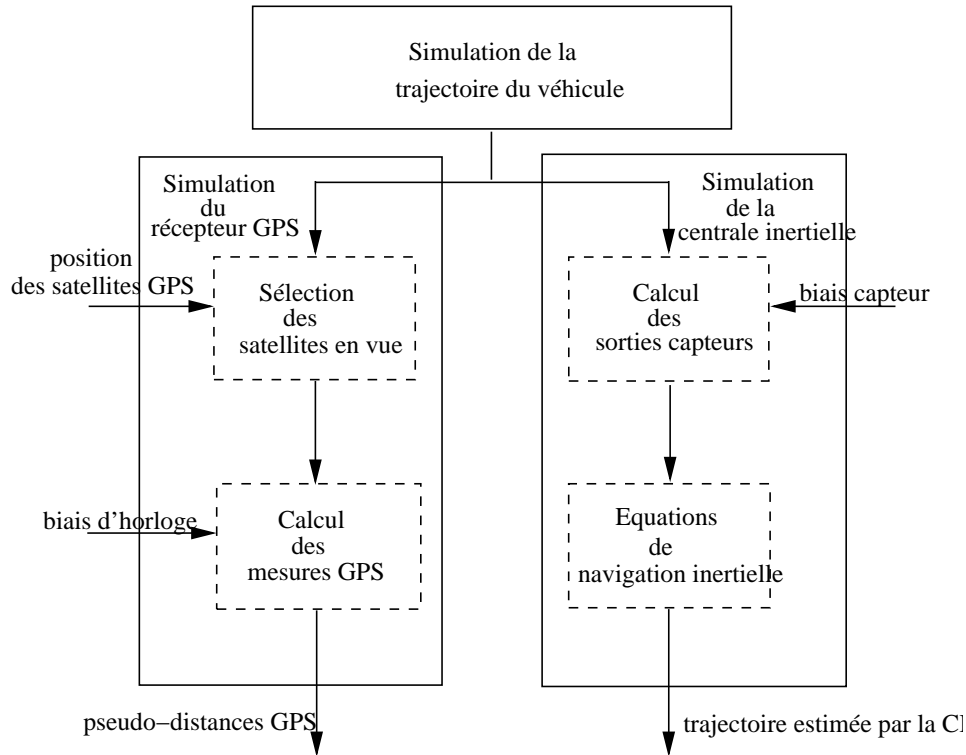 Simulation de la
trajectoire du véhicule
Simulation
du
récepteur GPS
Simulation
de la
centrale inertielle
position
des satellites GPS
Sélection
des
satellites en vue
Calcul
des
sorties capteurs
biais capteur
biais d'horloge
Calcul
des
mesures GPS
Equations
de
navigation inertielle
pseudo−distances GPS
trajectoire estimée par la CI